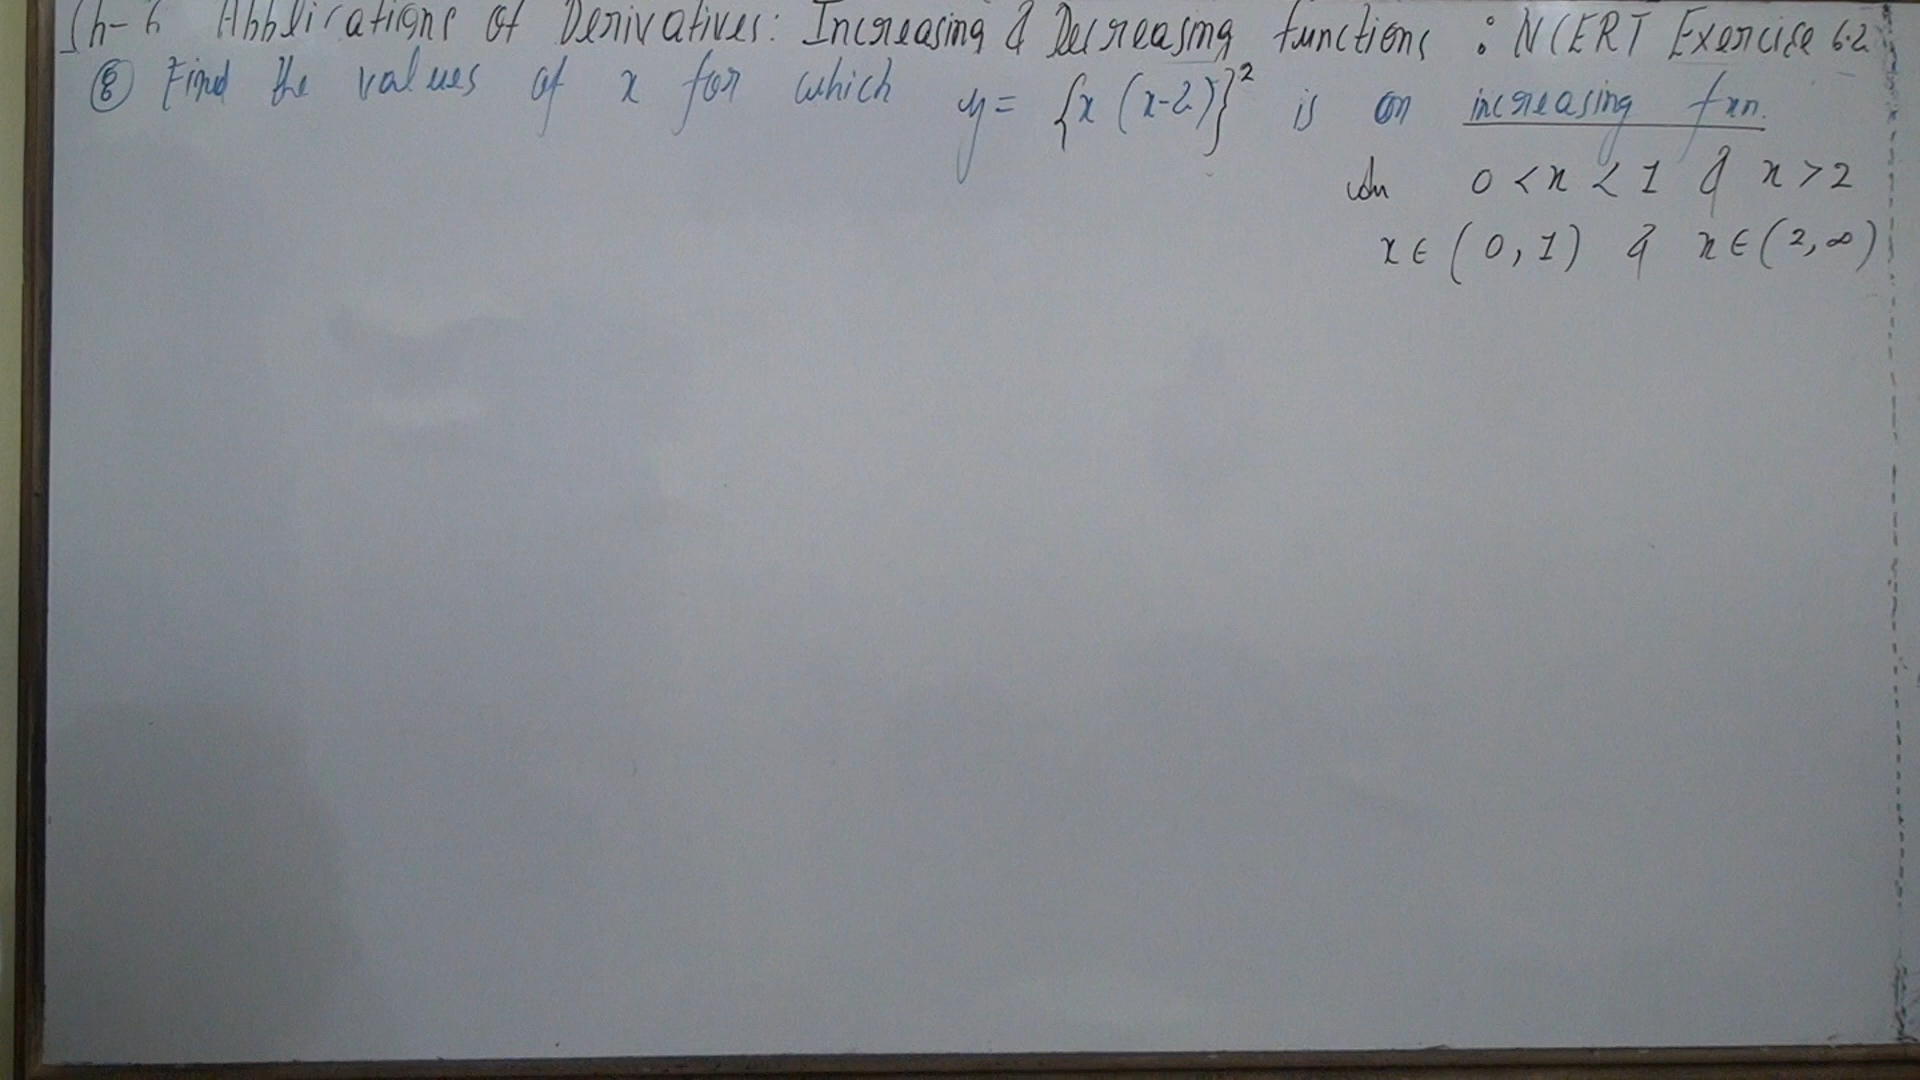 Ch-6 Applications of Derivatives: Increasing & Decreasing functions : NCERT Exercise 6.2
⑧ Find the values of x for which y = {x (x-2)}² is an increasing fxn.
0 < x < 1 & x > 2
x ∈ (0, 1) & x ∈ (2, ∞)